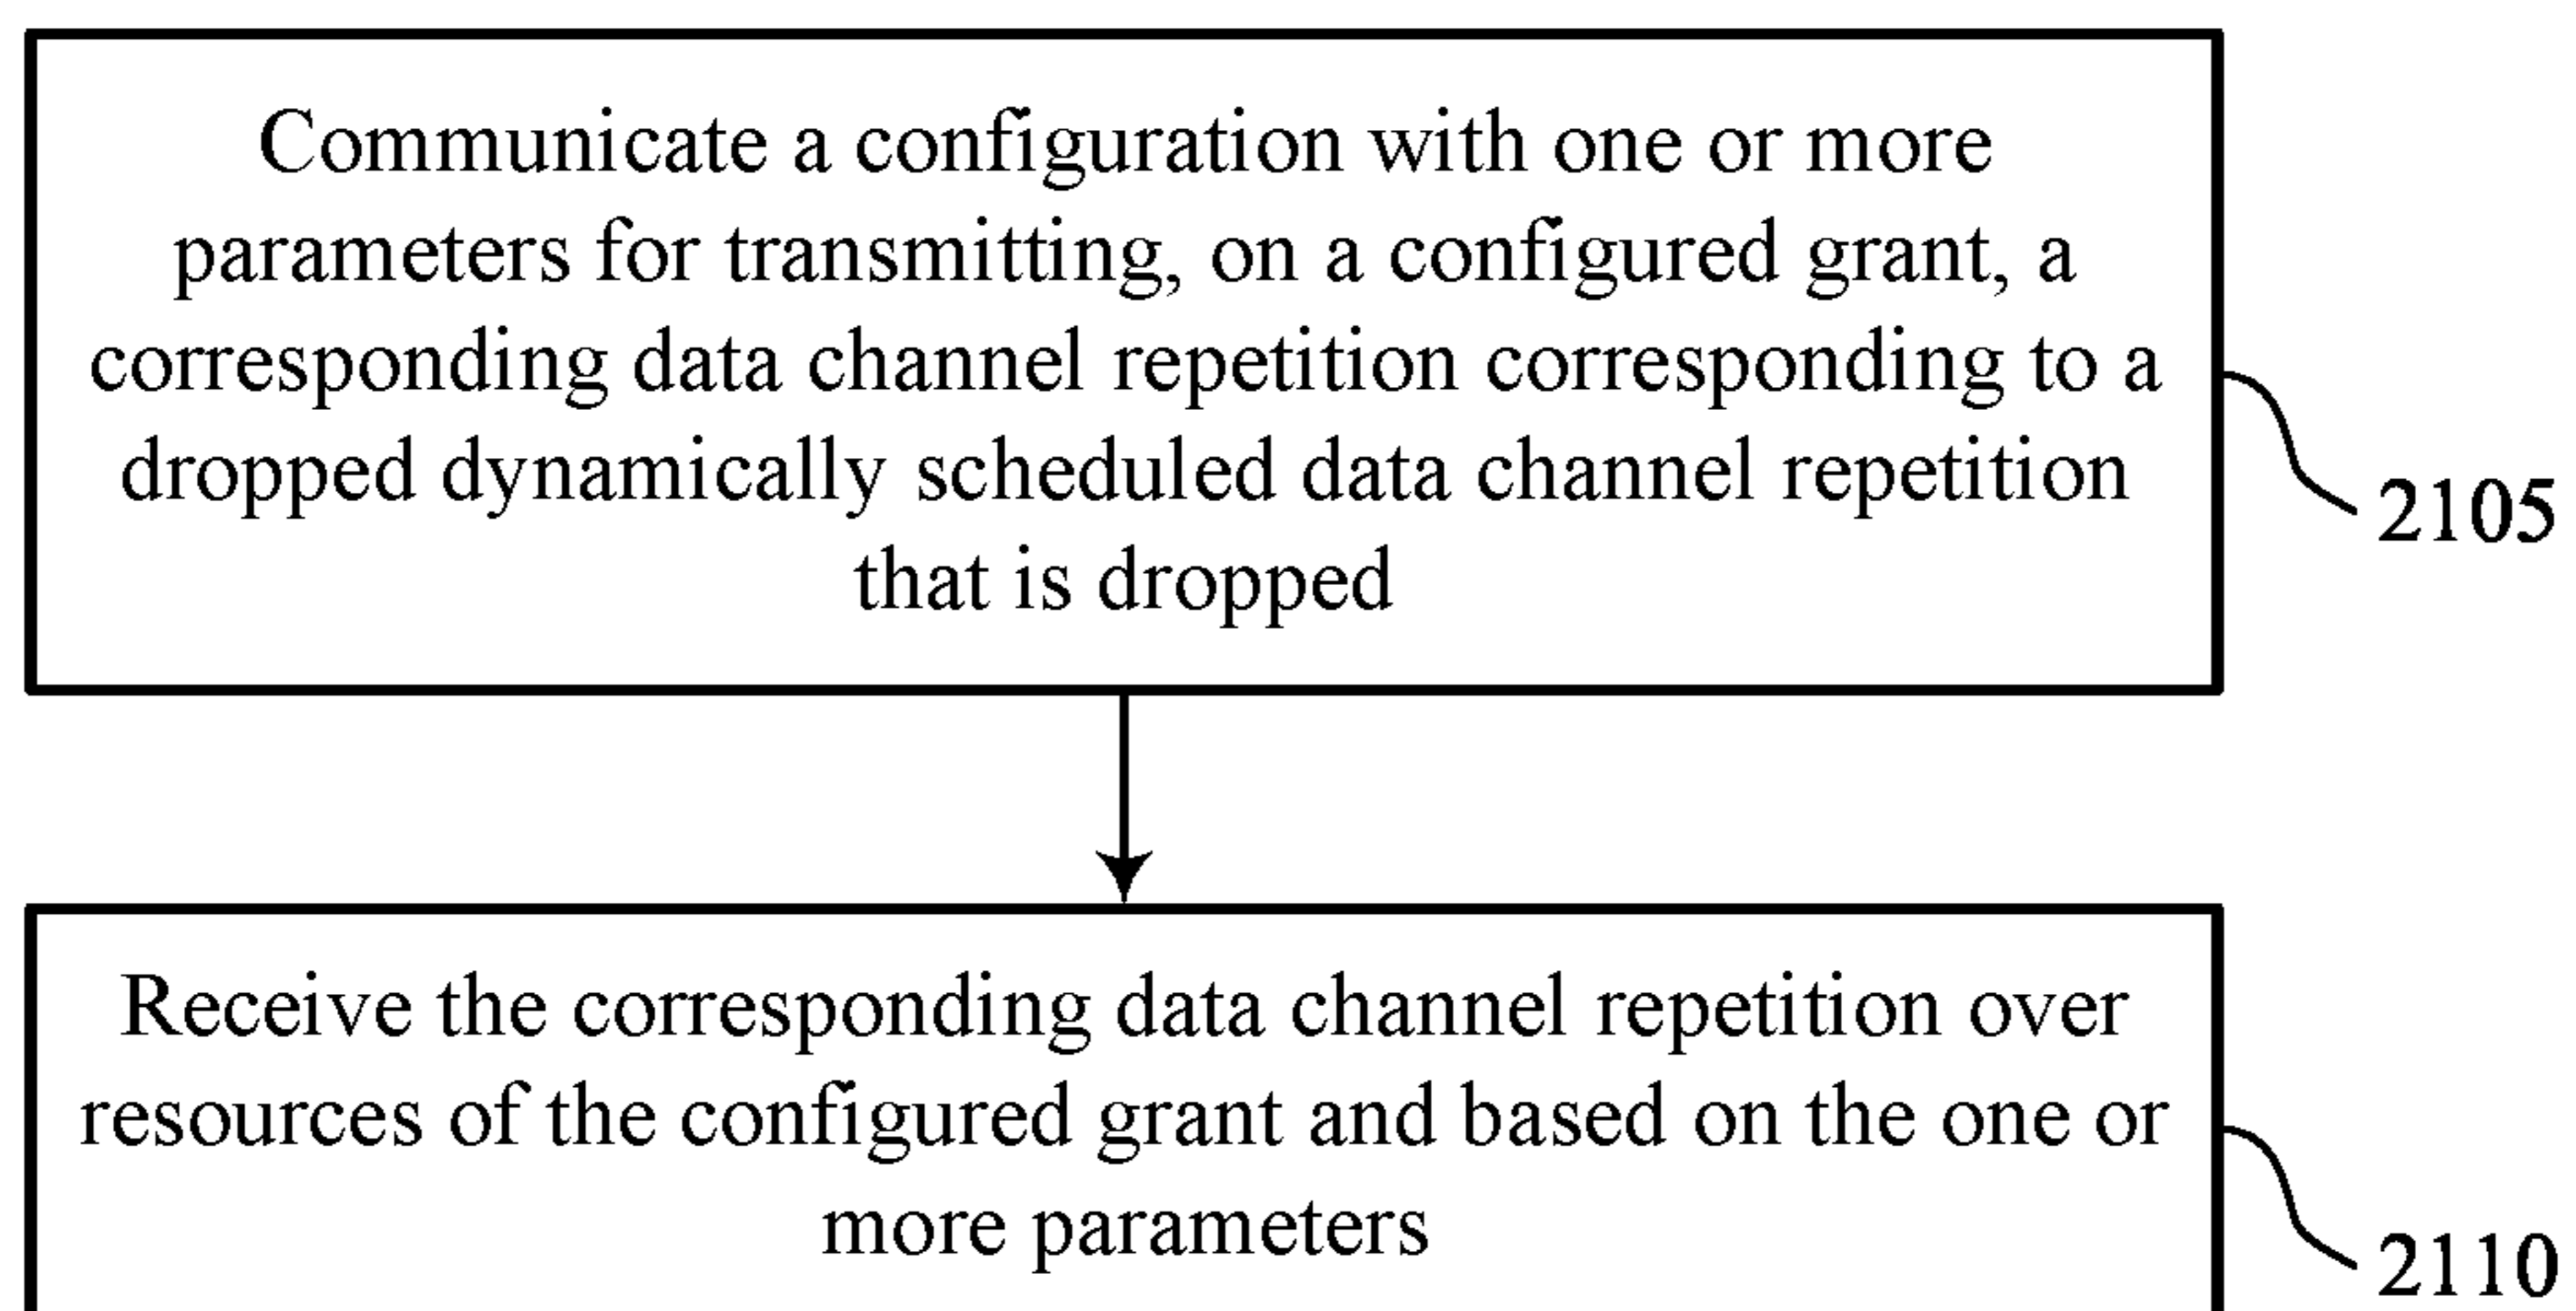 Communicate a configuration with one or more
parameters for transmitting, on a configured grant, a
corresponding data channel repetition corresponding to a
dropped dynamically scheduled data channel repetition
that is dropped
2105
Receive the corresponding data channel repetition over
resources of the configured grant and based on the one or
more parameters
2110